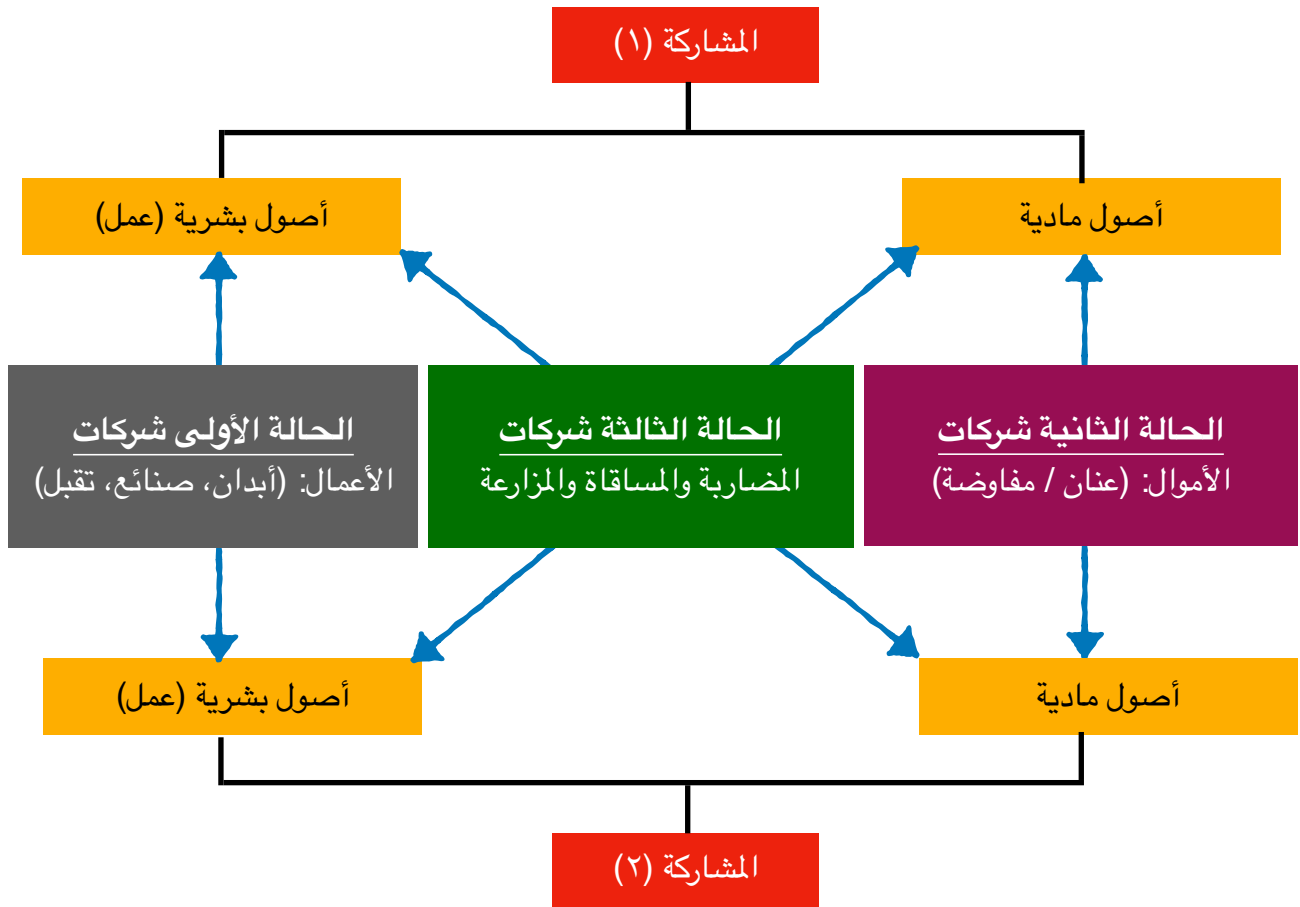 المشاركة (١)
أصول مادية
أصول بشرية (عمل)
الحالة الثانية شركات
الأموال: (عنان / مفاوضة)
الحالة الثالثة شركات
المضاربة والمساقاة والمزارعة
الحالة الأولى شركات
الأعمال: (أبدان، صنائع، تقبل)
أصول مادية
أصول بشرية (عمل)
المشاركة (٢)